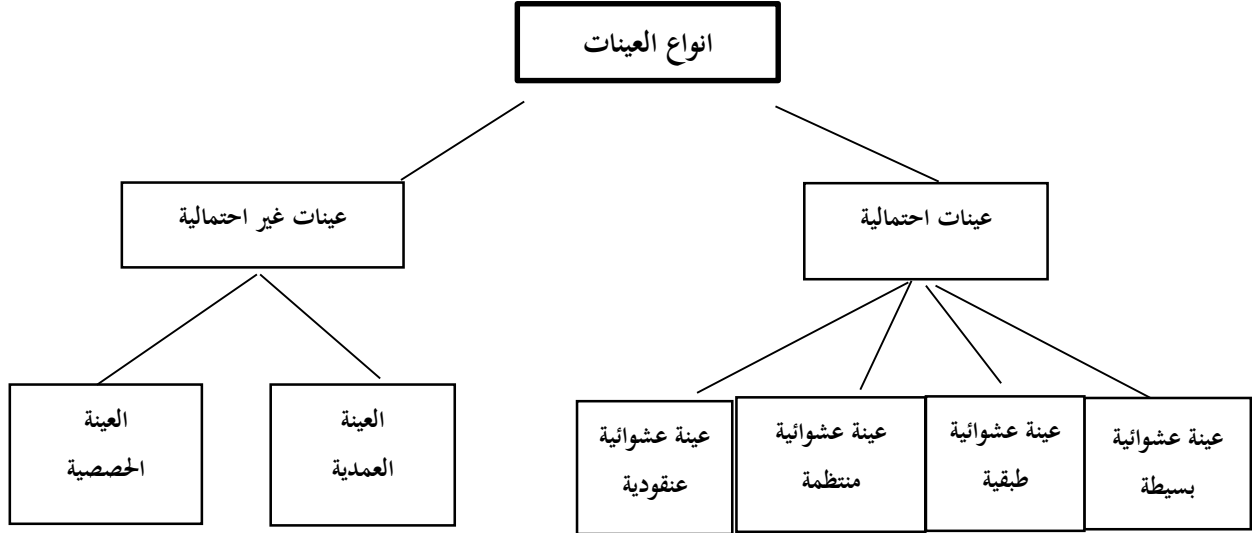 انواع العينات
عينات احتمالية
عينات غير احتمالية
عينة عشوائية
بسيطة
عينة عشوائية
طبقية
عينة عشوائية
منتظمة
عينة عشوائية
عنقودية
العينة
العمدية
العينة
الحصصية